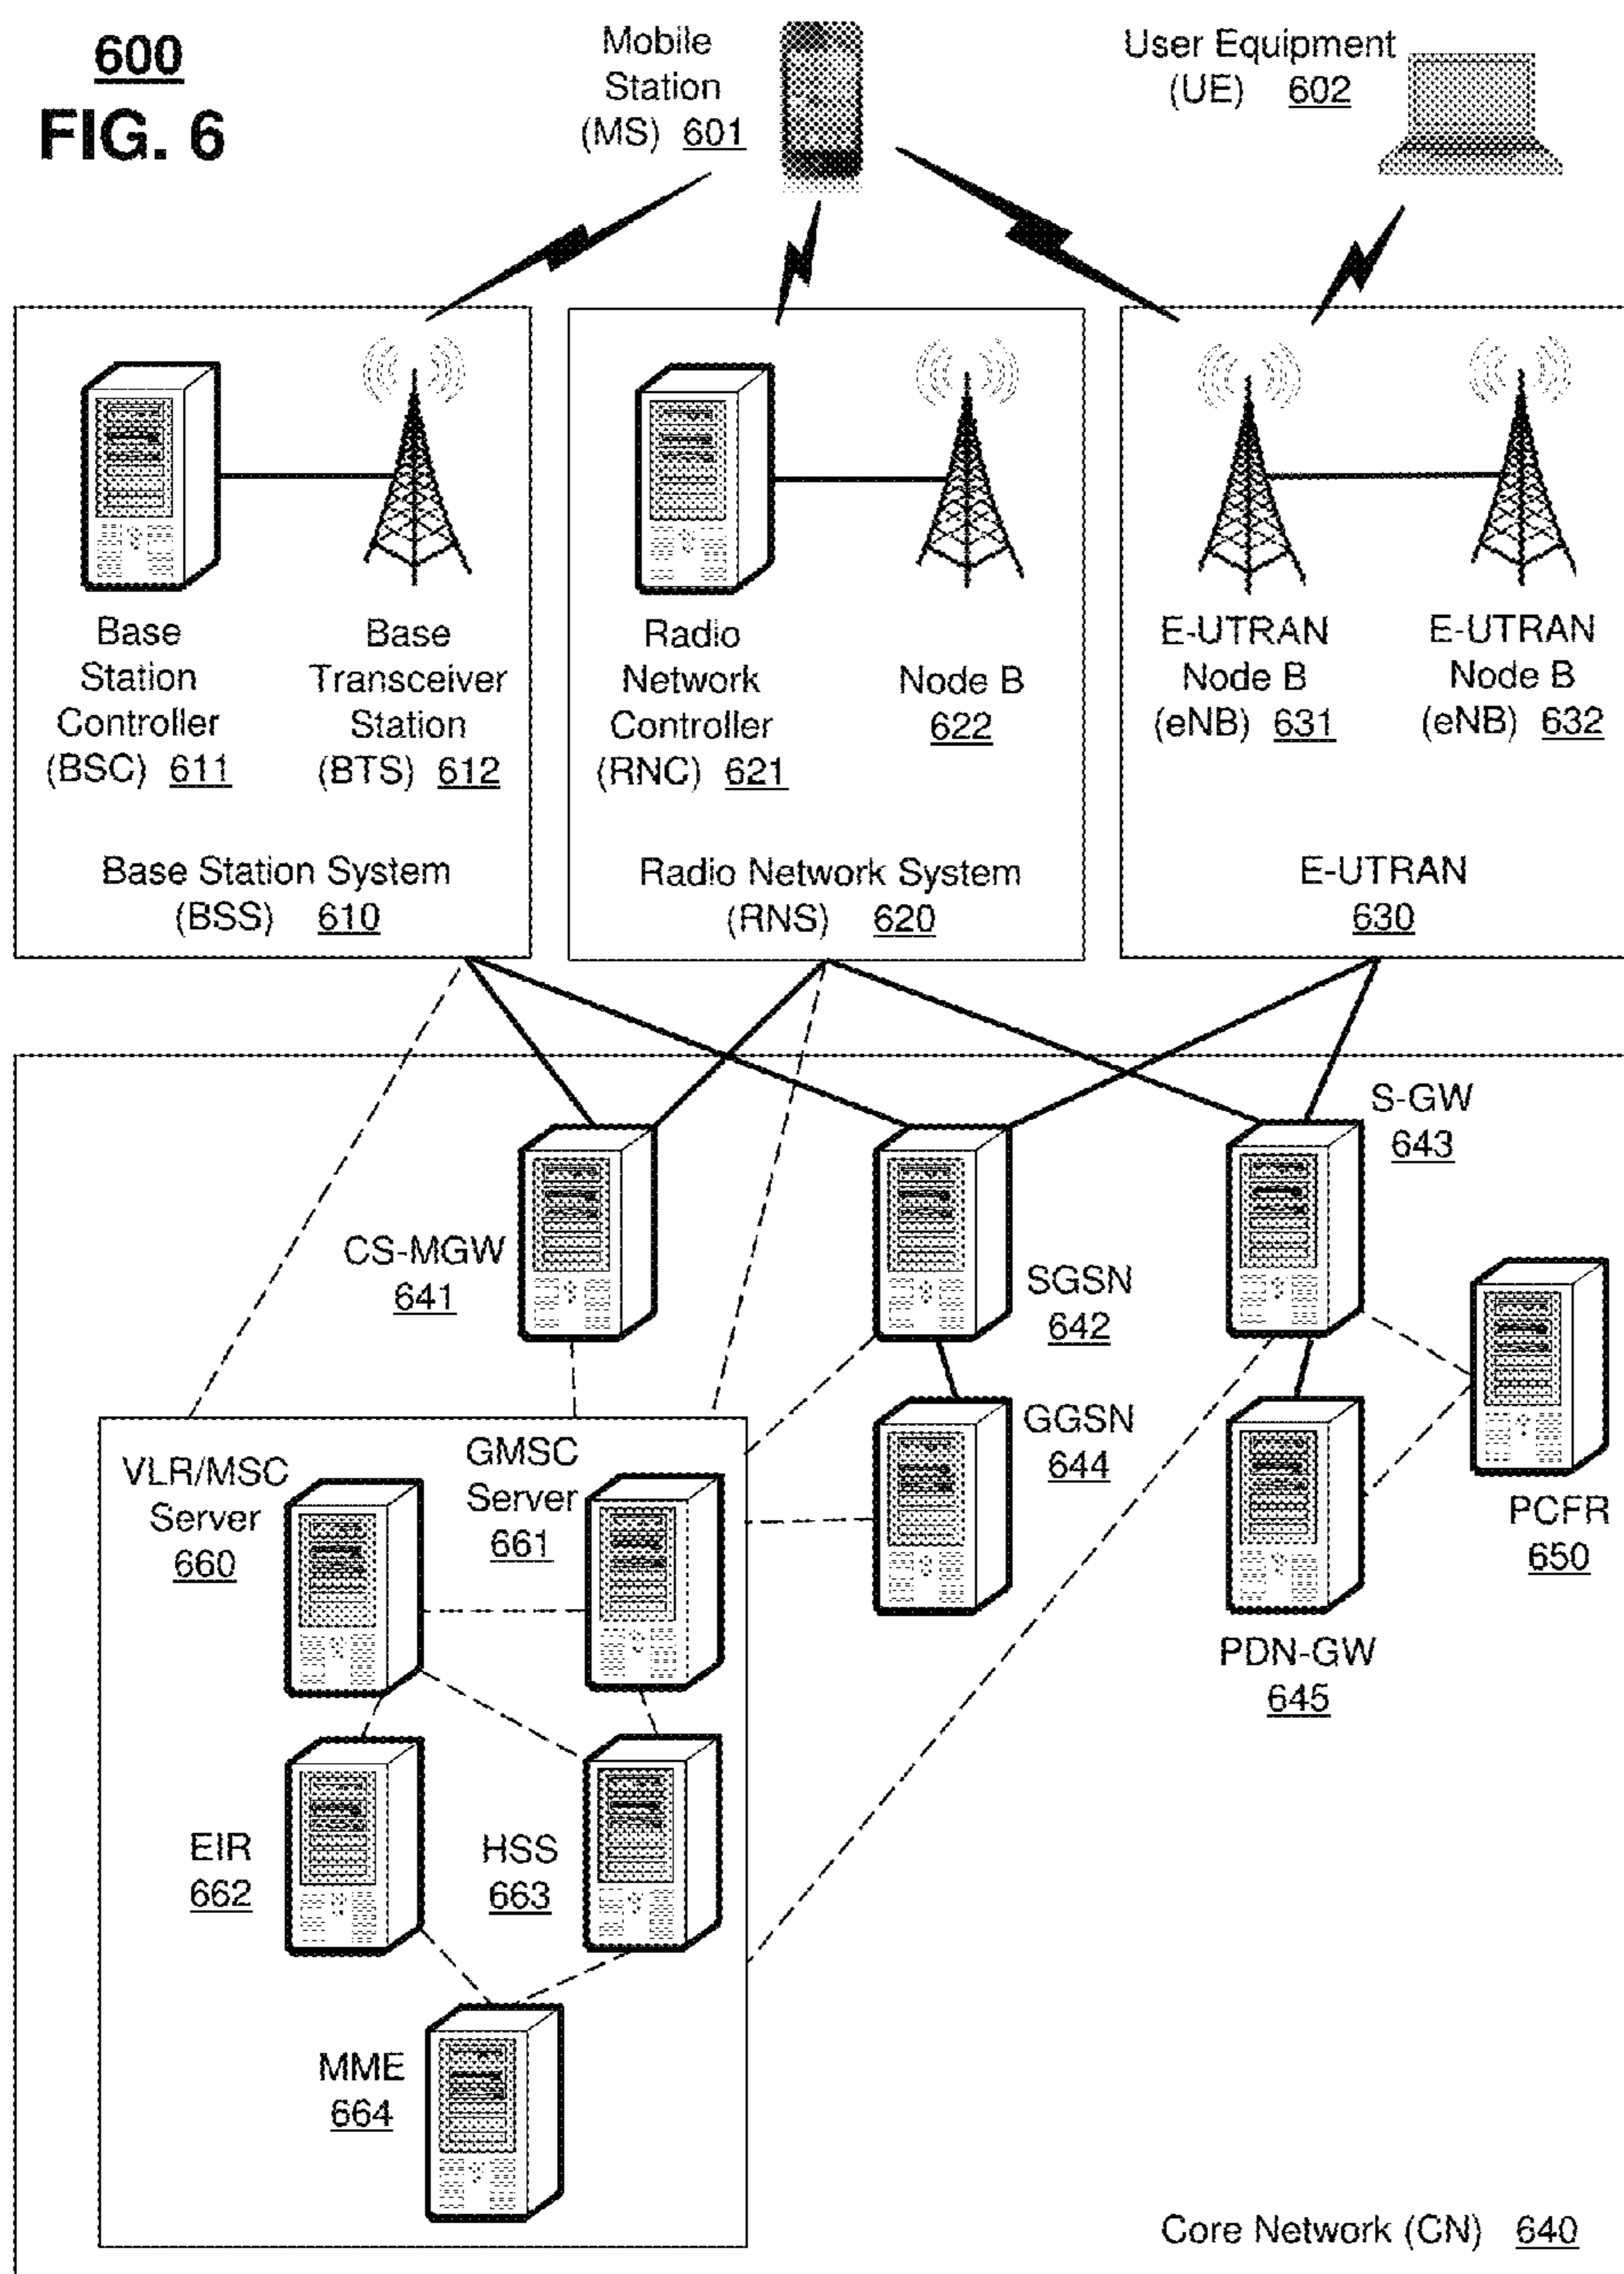 600
FIG. 6
Mobile
Station
(MS) 601
User Equipment
(UE) 602
Base
Station
Controller
(BSC) 611
Base
Transceiver
Station
(BTS) 612
Base Station System
(BSS) 610
Radio
Network
Controller
(RNC) 621
Node B
622
Radio Network System
(RNS) 620
E-UTRAN
Node B
(eNB) 631
E-UTRAN
Node B
(eNB) 632
E-UTRAN
630
CS-MGW
641
SGSN
642
S-GW
643
GGSN
644
PDN-GW
645
PCFR
650
VLR/MSC
Server
660
GMSC
Server
661
EIR
662
HSS
663
MME
664
Core Network (CN) 640